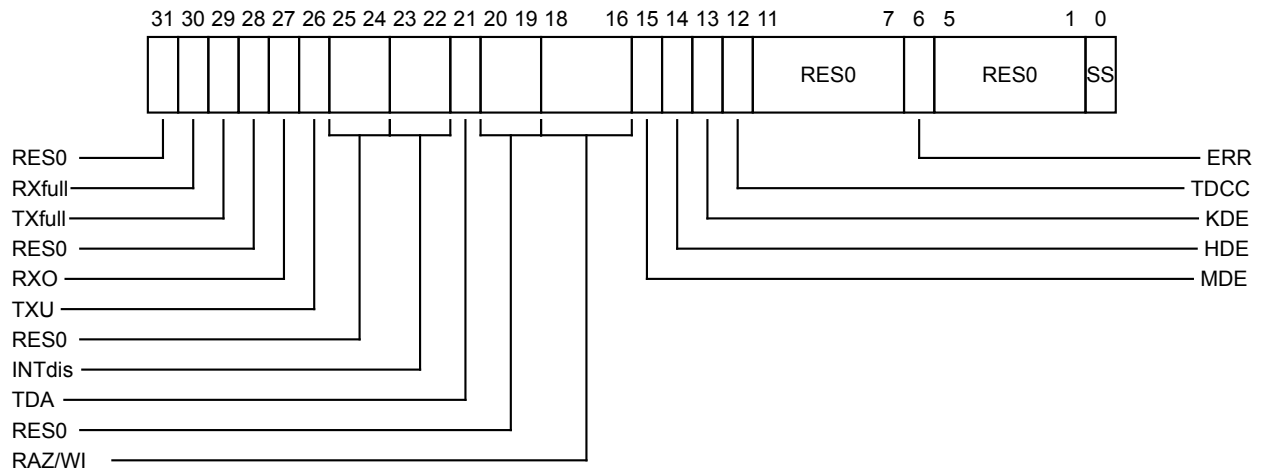 31 30 29 28 27 26 25 24 23 22 21 20 19 18 16 15 14 13 12 11 7 6 5 1 0
RES0 RES0 SS
RES0 ERR
RXfull TDCC
TXfull KDE
RES0 HDE
RXO MDE
TXU
RES0
INTdis
TDA
RES0
RAZ/WI